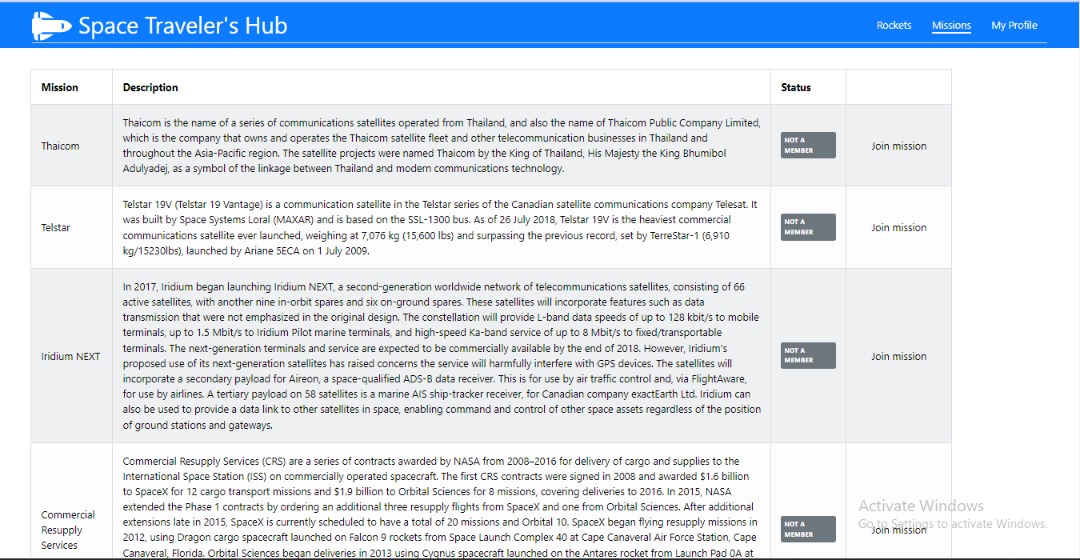 Space Traveler's Hub
Rockets
Missions
My Profile
Mission
Description
Status
Thaicom
Thaicom is the name of a series of communications satellites operated from Thailand, and also the name of Thaicom Public Company Limited,
which is the company that owns and operates the Thaicom satellite fleet and other telecommunication businesses in Thailand and
throughout the Asia-Pacific region. The satellite projects were named Thaicom by the King of Thailand, His Majesty the King Bhumibol
Adulyadej, as a symbol of the linkage between Thailand and modern communications technology.
NOT A
MEMBER
Join mission
Telstar
Telstar 19V (Telstar 19 Vantage) is a communication satellite in the Telstar series of the Canadian satellite communications company Telesat. It
was built by Space Systems Loral (MAXAR) and is based on the SSL-1300 bus. As of 26 July 2018, Telstar 19V is the heaviest commercial
communications satellite ever launched, weighing at 7,076 kg (15,600 lbs) and surpassing the previous record, set by TerreStar-1 (6,910
kg/15230lbs), launched by Ariane 5ECA on 1 July 2009.
NOT A
MEMBER
Join mission
Iridium NEXT
In 2017, Iridium began launching Iridium NEXT, a second-generation worldwide network of telecommunications satellites, consisting of 66
active satellites, with another nine in-orbit spares and six on-ground spares. These satellites will incorporate features such as data
transmission that were not emphasized in the original design. The constellation will provide L-band data speeds of up to 128 kbit/s to mobile
terminals, up to 1.5 Mbit/s to Iridium Pilot marine terminals, and high-speed Ka-band service of up to 8 Mbit/s to fixed/transportable
terminals. The next-generation terminals and service are expected to be commercially available by the end of 2018. However, Iridium's
proposed use of its next-generation satellites has raised concerns the service will harmfully interfere with GPS devices. The satellites will
incorporate a secondary payload for Aireon, a space-qualified ADS-B data receiver. This is for use by air traffic control and, via FlightAware,
for use by airlines. A tertiary payload on 58 satellites is a marine AIS ship-tracker receiver, for Canadian company exactEarth Ltd. Iridium can
also be used to provide a data link to other satellites in space, enabling command and control of other space assets regardless of the position
of ground stations and gateways.
NOT A
MEMBER
Join mission
Commercial
Resupply
Services
Commercial Resupply Services (CRS) are a series of contracts awarded by NASA from 2008–2016 for delivery of cargo and supplies to the
International Space Station (ISS) on commercially operated spacecraft. The first CRS contracts were signed in 2008 and awarded $1.6 billion
to SpaceX for 12 cargo transport missions and $1.9 billion to Orbital Sciences for 8 missions, covering deliveries to 2016. In 2015, NASA
extended the Phase 1 contracts by ordering an additional three resupply flights from SpaceX and one from Orbital Sciences. After additional
extensions late in 2015, SpaceX is currently scheduled to have a total of 20 missions and Orbital 10. SpaceX began flying resupply missions in
2012, using Dragon cargo spacecraft launched on Falcon 9 rockets from Space Launch Complex 40 at Cape Canaveral Air Force Station, Cape
Canaveral, Florida. Orbital Sciences began deliveries in 2013 using Cygnus spacecraft launched on the Antares rocket from Launch Pad 0A at
NOT A
MEMBER
Join mission
Activate Windows
Go to Settings to activate Windows.